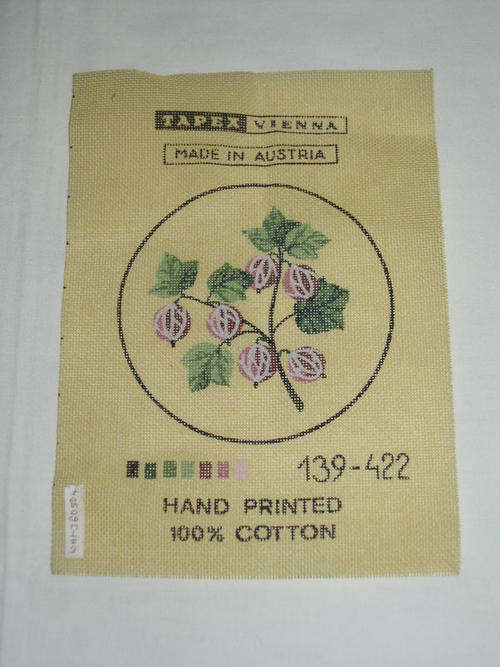 TAPEX VIENNA
MADE IN AUSTRIA
139-422
HAND PRINTED
100% COTTON